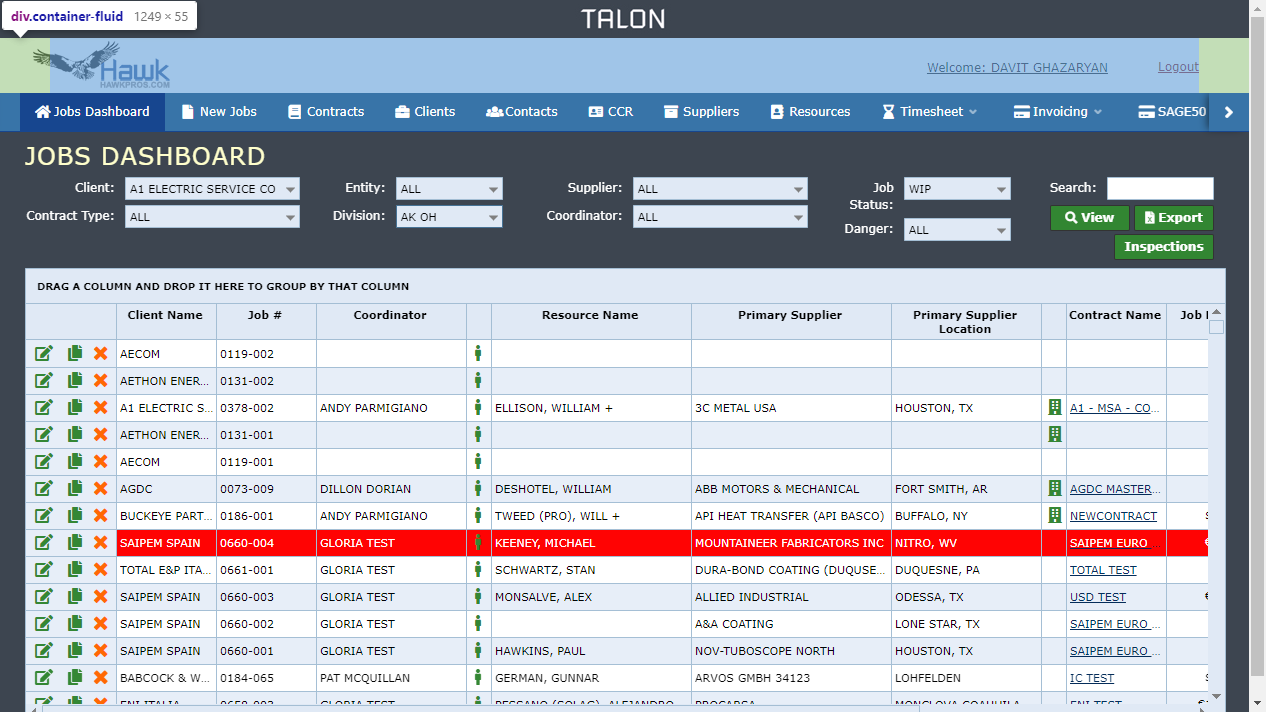 div.container-fluid 1249 × 55
TALON
Hawk
HAWKPROS.COM
Welcome: DAVIT GHAZARYAN
Logout
Jobs Dashboard New Jobs Contracts Clients Contacts CCR Suppliers Resources Timesheet Invoicing SAGE50
JOBS DASHBOARD
Client: A1 ELECTRIC SERVICE CO Entity: ALL Supplier: ALL Job Status: WIP Search:
Contract Type: ALL Division: AK OH Coordinator: ALL Danger: ALL View Export
Inspections
DRAG A COLUMN AND DROP IT HERE TO GROUP BY THAT COLUMN
Client Name Job # Coordinator Resource Name Primary Supplier Primary Supplier Location Contract Name Job
AECOM 0119-002
AETHON ENER... 0131-002
A1 ELECTRIC S... 0378-002 ANDY PARMIGIANO ELLISON, WILLIAM + 3C METAL USA HOUSTON, TX A1 - MSA - CO...
AETHON ENER... 0131-001
AECOM 0119-001
AGDC 0073-009 DILLON DORIAN DESHOTEL, WILLIAM ABB MOTORS & MECHANICAL FORT SMITH, AR AGDC MASTER...
BUCKEYE PART... 0186-001 ANDY PARMIGIANO TWEED (PRO), WILL + API HEAT TRANSFER (API BASCO) BUFFALO, NY NEWCONTRACT
SAIPEM SPAIN 0660-004 GLORIA TEST KEENEY, MICHAEL MOUNTAINEER FABRICATORS INC NITRO, WV SAIPEM EURO ...
TOTAL E&P ITA... 0661-001 GLORIA TEST SCHWARTZ, STAN DURA-BOND COATING (DUQUSE... DUQUESNE, PA TOTAL TEST
SAIPEM SPAIN 0660-003 GLORIA TEST MONSALVE, ALEX ALLIED INDUSTRIAL ODESSA, TX USD TEST
SAIPEM SPAIN 0660-002 GLORIA TEST A&A COATING LONE STAR, TX SAIPEM EURO ...
SAIPEM SPAIN 0660-001 GLORIA TEST HAWKINS, PAUL NOV-TUBOSCOPE NORTH HOUSTON, TX SAIPEM EURO ...
BABCOCK & W... 0184-065 PAT MCQUILLAN GERMAN, GUNNAR ARVOS GMBH 34123 LOHFELDEN IC TEST